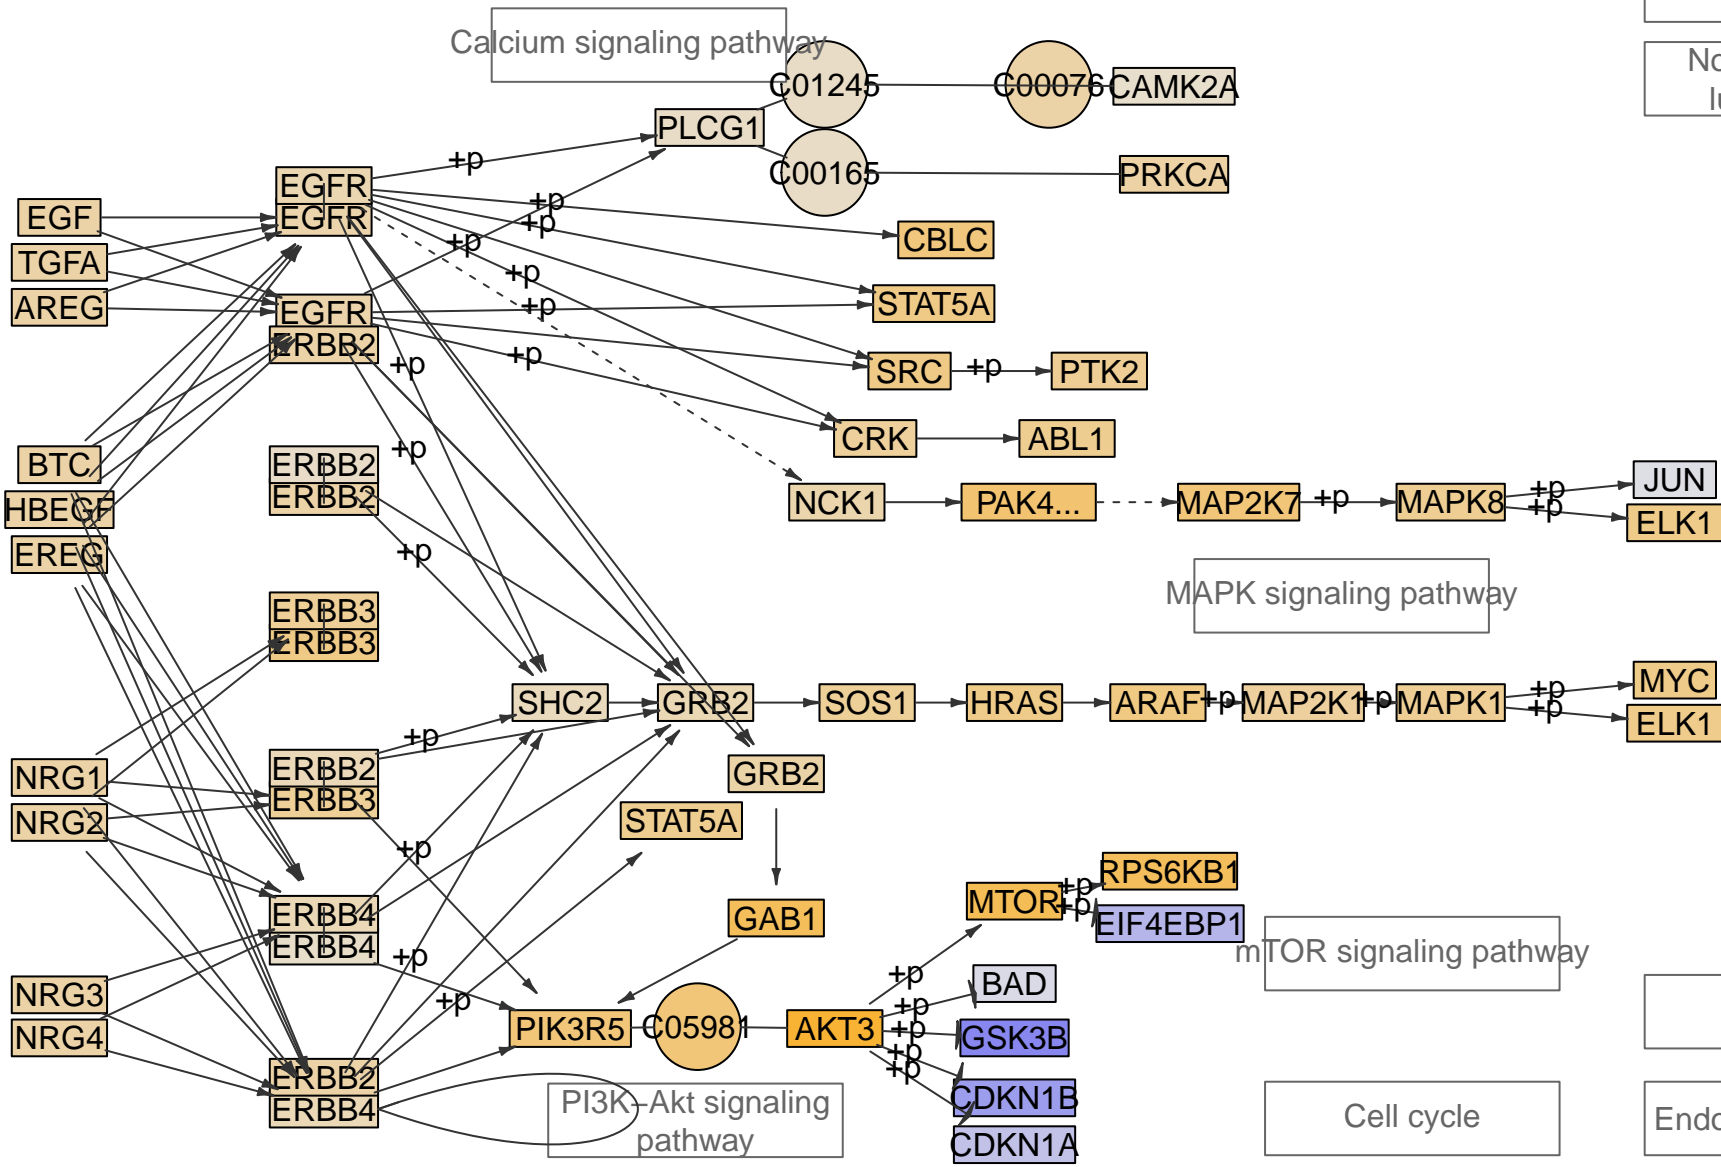 Calcium signaling pathway
C01245
C00076
CAMK2A
No
lu
PLCG1
+p
C00165
PRKCA
EGFR
EGFR
EGF
+p
+p
+p
CBLC
TGFA
+p
AREG
EGFR
+p
STAT5A
ERBB2
+p
+p
SRC
+p
PTK2
CRK
ABL1
BTC
ERBB2
+p
ERBB2
HBEGF
NCK1
PAK4...
MAP2K7
+p
MAPK8
+p
+p
JUN
ELK1
EREG
+p
MAPK signaling pathway
ERBB3
ERBB3
SHC2
GRB2
SOS1
HRAS
ARAF
+p
MAP2K1
+p
MAPK1
+p
+p
MYC
ELK1
+p
NRG1
ERBB2
ERBB3
GRB2
NRG2
STAT5A
+p
RPS6KB1
+p
+p
MTOR
EIF4EBP1
ERBB4
ERBB4
GAB1
mTOR signaling pathway
+p
+p
BAD
NRG3
+p
+p
PIK3R5
C05981
AKT3
+p
GSK3B
NRG4
+p
+p
ERBB2
ERBB4
PI3K−Akt signaling
pathway
CDKN1B
CDKN1A
Cell cycle
Endo